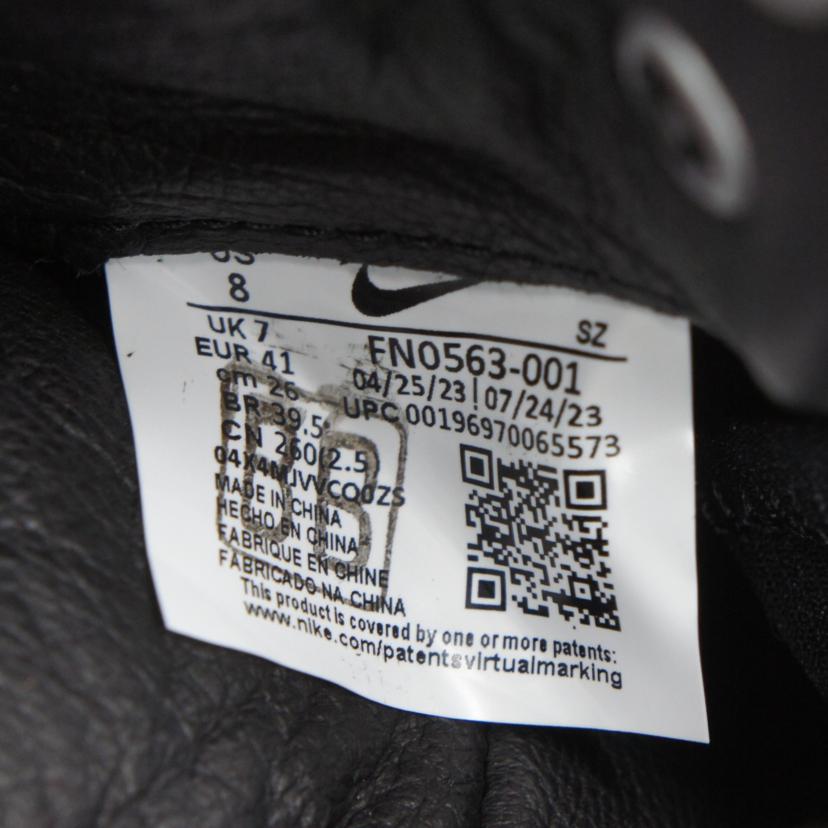 US
8
SZ
UK 7
EUR 41
cm 26
BR 39.5
CN 260(2.5)
FN0563-001
04/25/23|07/24/23
UPC 00196970065573
MADE IN CHINA
HECHO EN CHINA
FABRIQUE EN CHINE
FABRICADO NA CHINA
This product is covered by one or more patents:
www.nike.com/patentsvirtualmarking